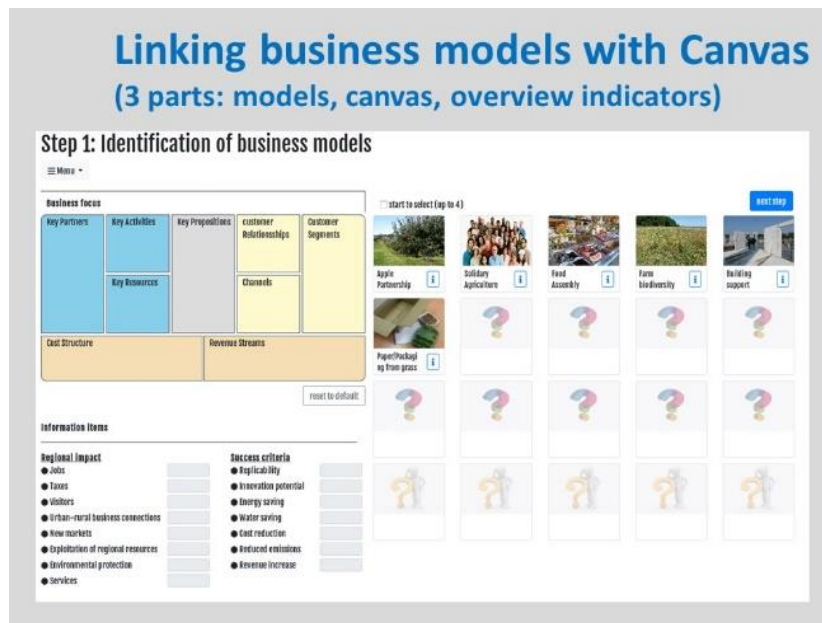 Linking business models with Canvas
(3 parts: models, canvas, overview indicators)
Step 1: Identification of business models
Menu
Business focus
Key Partners
Key Activities
Key Propositions
customer
Relationsships
Customer
Segments
Key Resources
Channels
Cost Structure
Revenue Streams
reset to default
start to select (up to 4)
next step
Apple
Partnership
i
Solidary
Agriculture
i
Food
Assembly
i
Farm
biodiversity
i
Building
support
i
Paper(Packagi
ng from grass
i
Information Items
Regional impact
Jobs
Taxes
Visitors
Urban-rural business connections
New markets
Exploitation of regional resources
Environmental protection
Services
Success criteria
Replicability
Innovation potential
Energy saving
Water saving
Cost reduction
Reduced emissions
Revenue increase